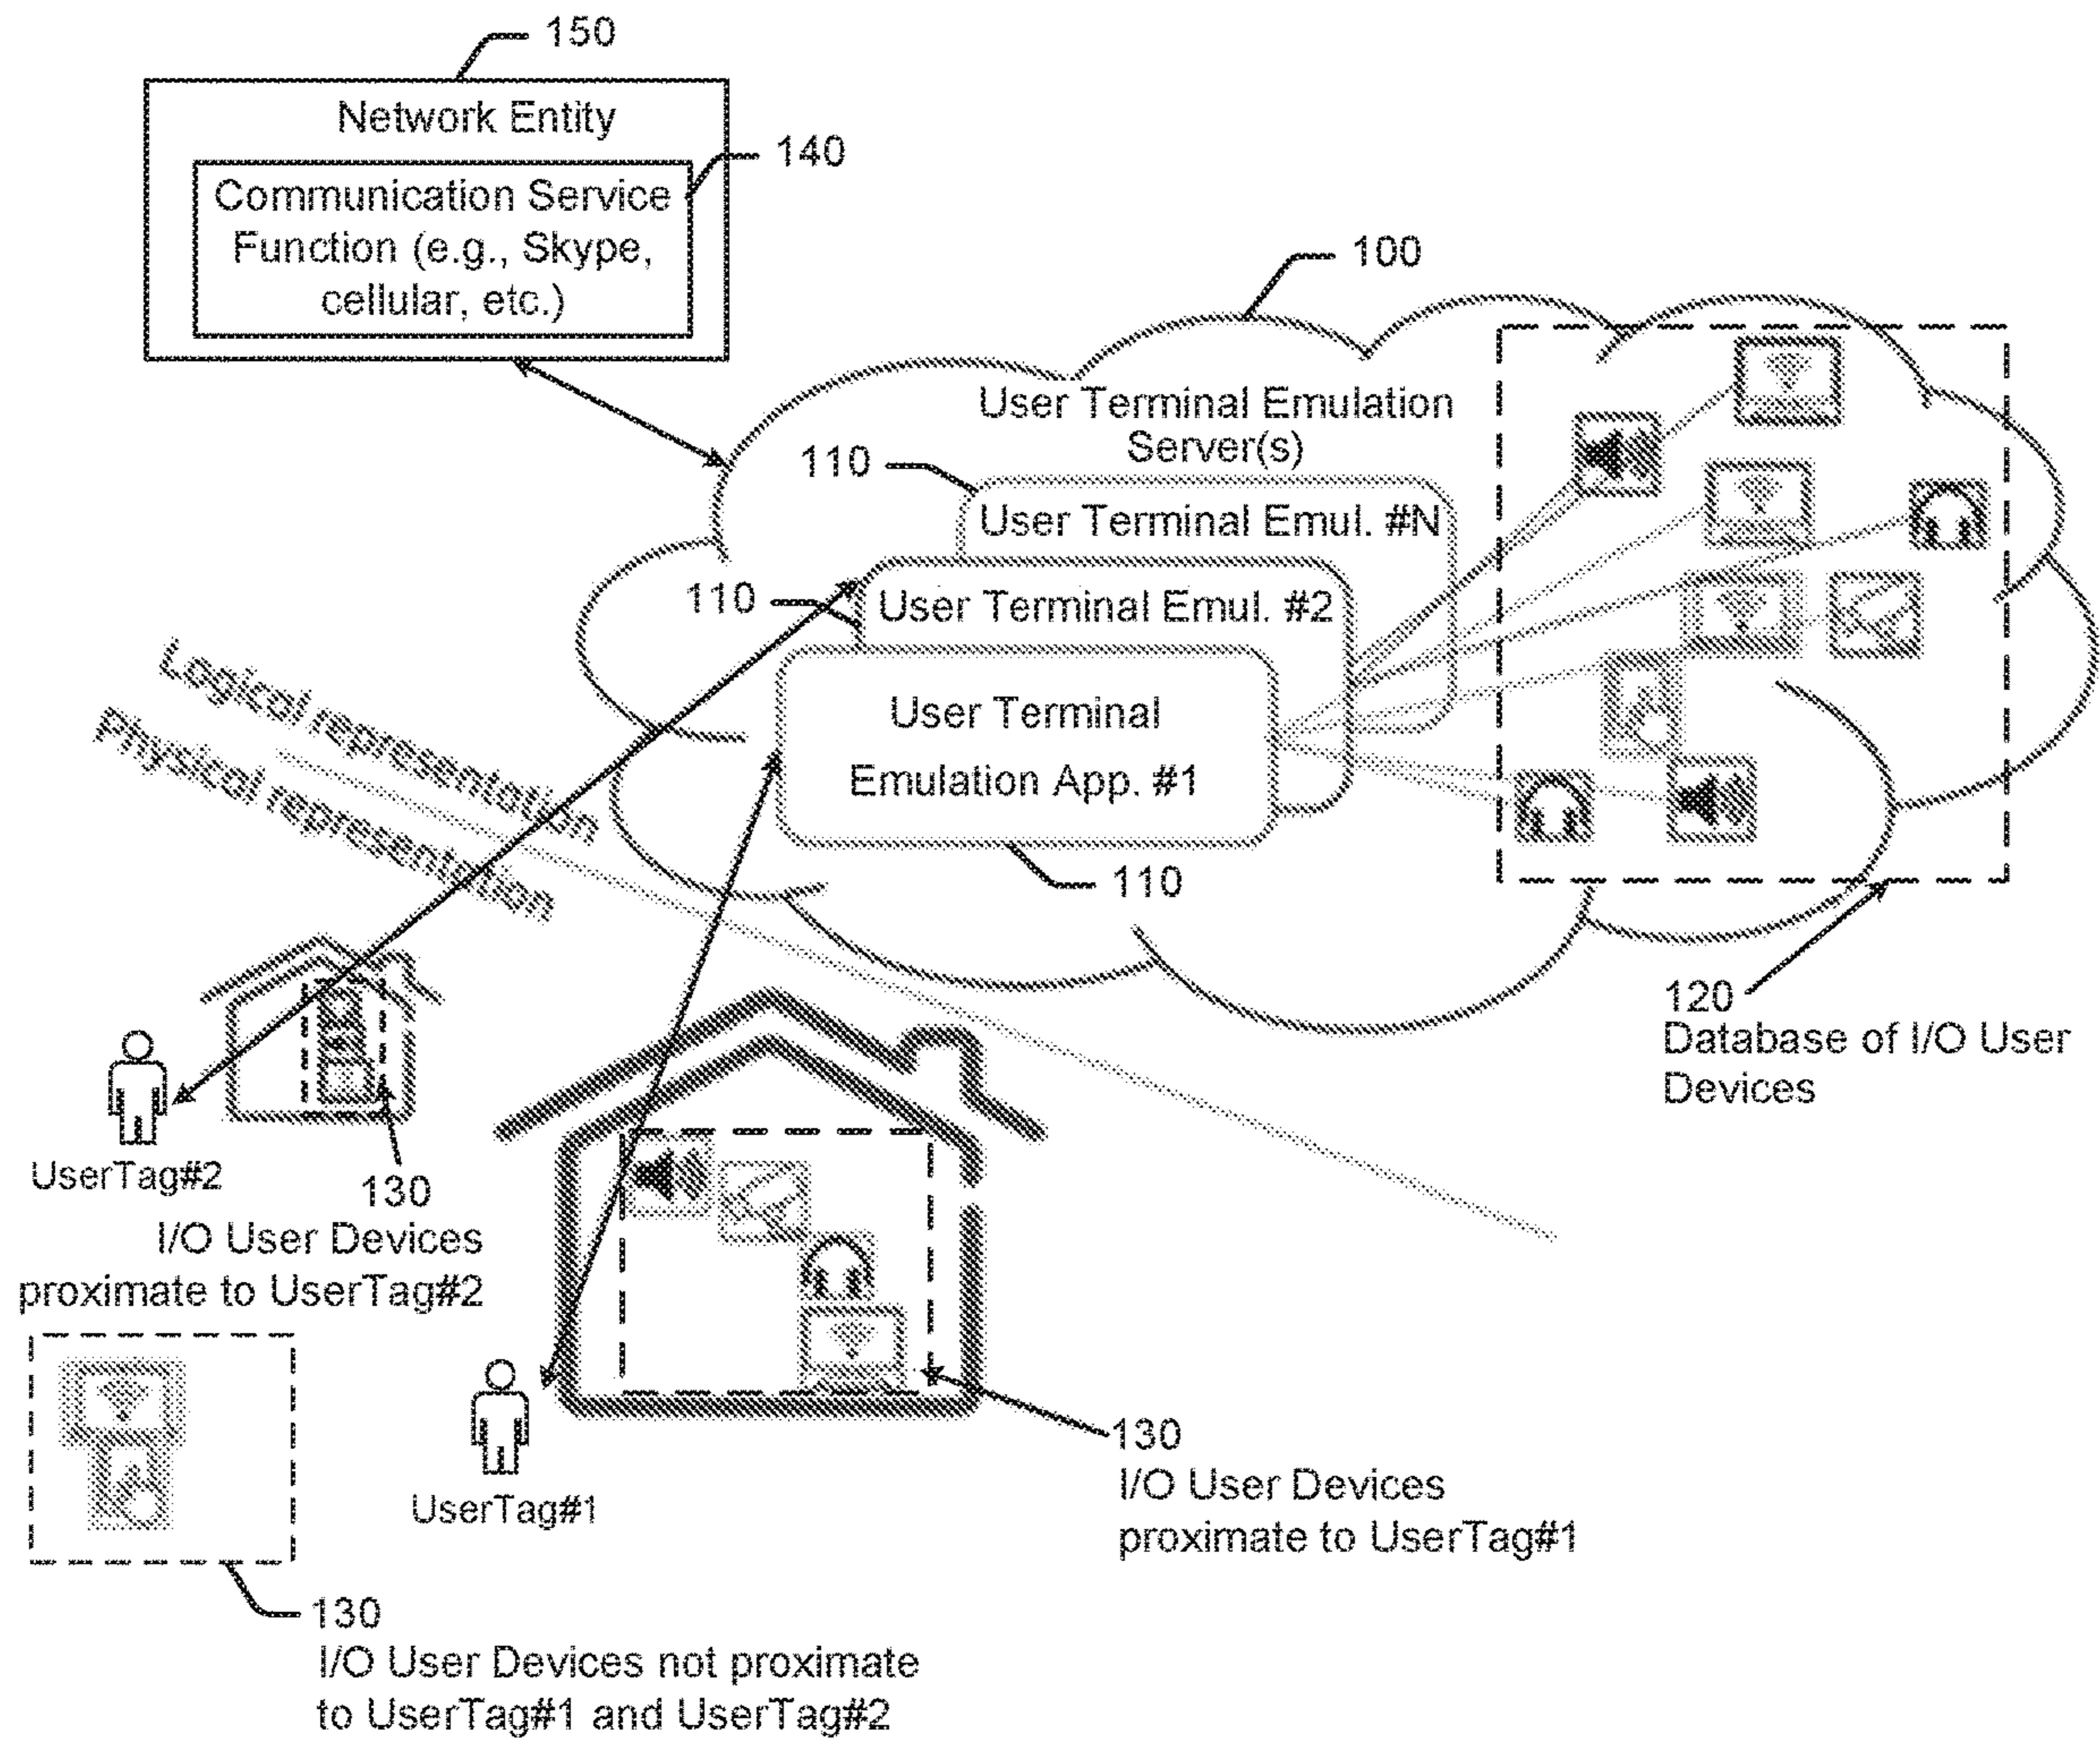 150
Network Entity
140
Communication Service
Function (e.g., Skype,
cellular, etc.)
100
User Terminal Emulation
Server(s)
110
User Terminal Emul. #N
110
User Terminal Emul. #2
User Terminal
Emulation App. #1
110
Logical representation
Physical representation
120
Database of I/O User
Devices
UserTag#2
130
I/O User Devices
proximate to UserTag#2
UserTag#1
130
I/O User Devices
proximate to UserTag#1
130
I/O User Devices not proximate
to UserTag#1 and UserTag#2